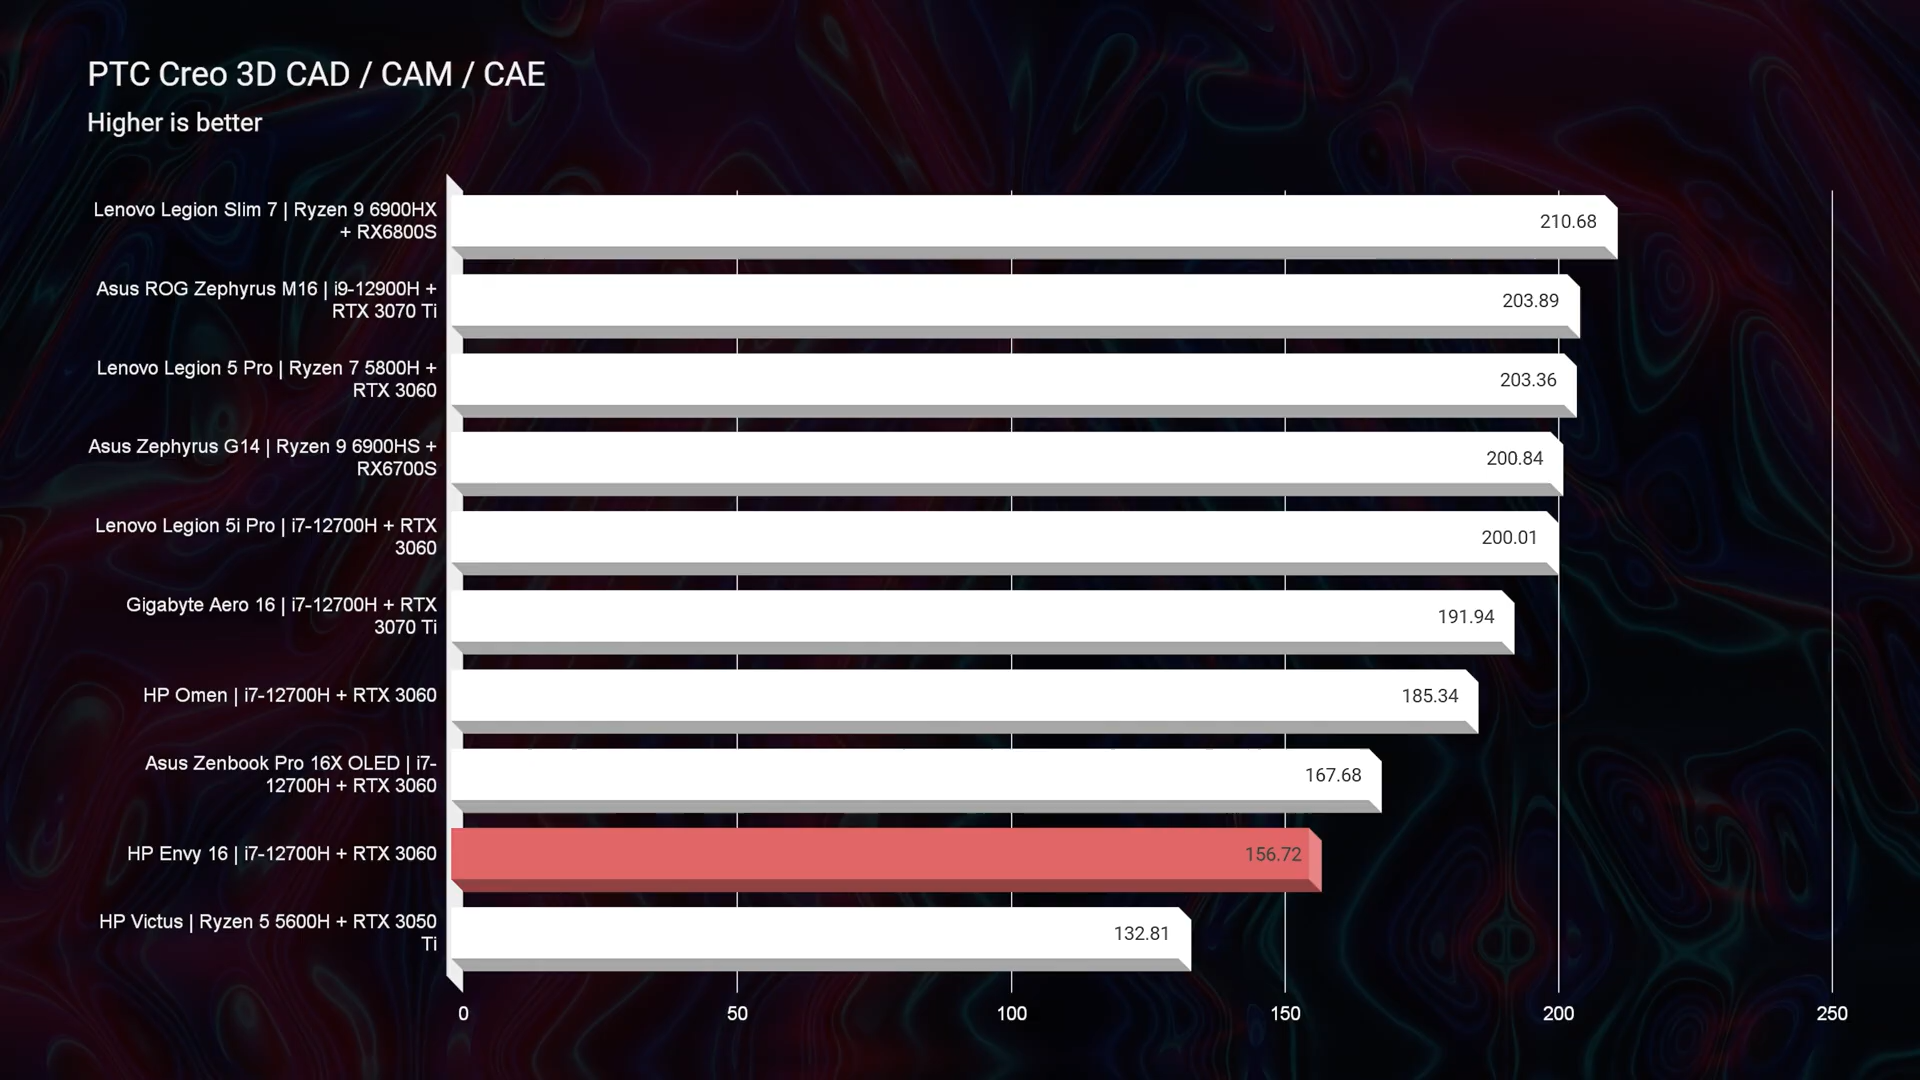 PTC Creo 3D CAD / CAM / CAE
Higher is better
Lenovo Legion Slim 7 | Ryzen 9 6900HX
+ RX6800S
210.68
Asus ROG Zephyrus M16 | i9-12900H +
RTX 3070 Ti
203.89
Lenovo Legion 5 Pro | Ryzen 7 5800H +
RTX 3060
203.36
Asus Zephyrus G14 | Ryzen 9 6900HS +
RX6700S
200.84
Lenovo Legion 5i Pro | i7-12700H + RTX
3060
200.01
Gigabyte Aero 16 | i7-12700H + RTX
3070 Ti
191.94
HP Omen | i7-12700H + RTX 3060
185.34
Asus Zenbook Pro 16X OLED | i7-
12700H + RTX 3060
167.68
HP Envy 16 | i7-12700H + RTX 3060
156.72
HP Victus | Ryzen 5 5600H + RTX 3050
Ti
132.81
0 50 100 150 200 250